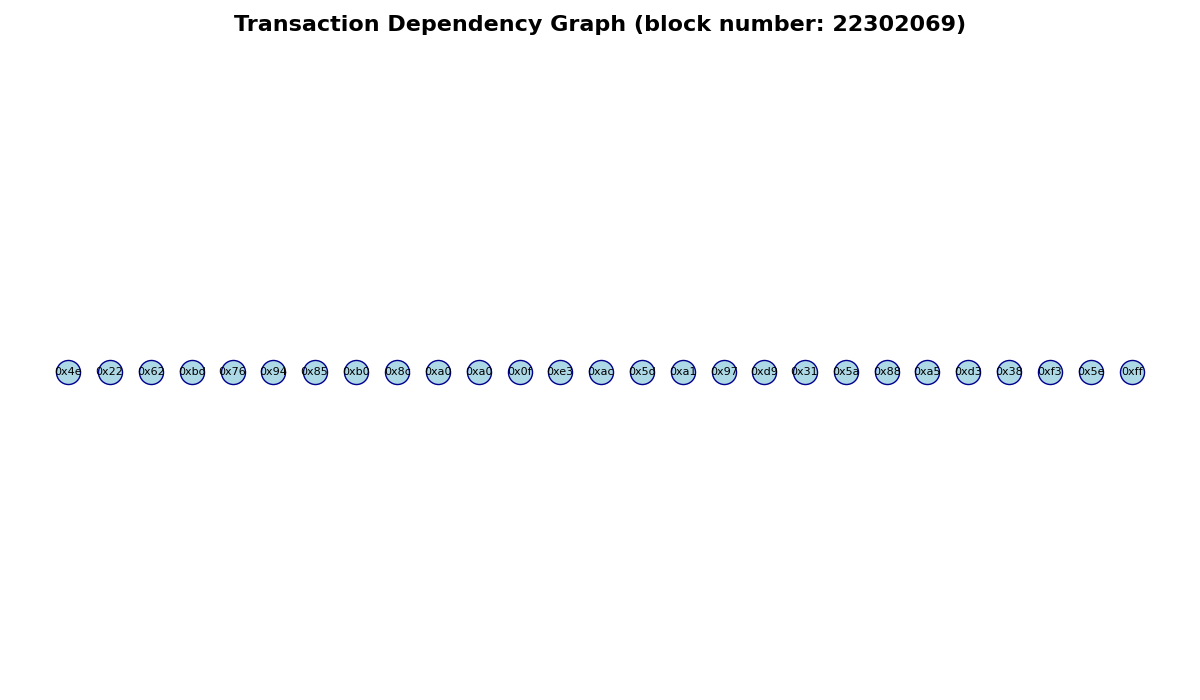 Transaction Dependency Graph (block number: 22302069)
0x4e 0x22 0x62 0xbd 0x76 0x94 0x85 0xb0 0x8c 0xa0 0xa0 0x0f 0xe3 0xac 0x5d 0xa1 0x97 0xd9 0x31 0x5a 0x88 0xa5 0xd3 0x38 0xf3 0x5e 0xff